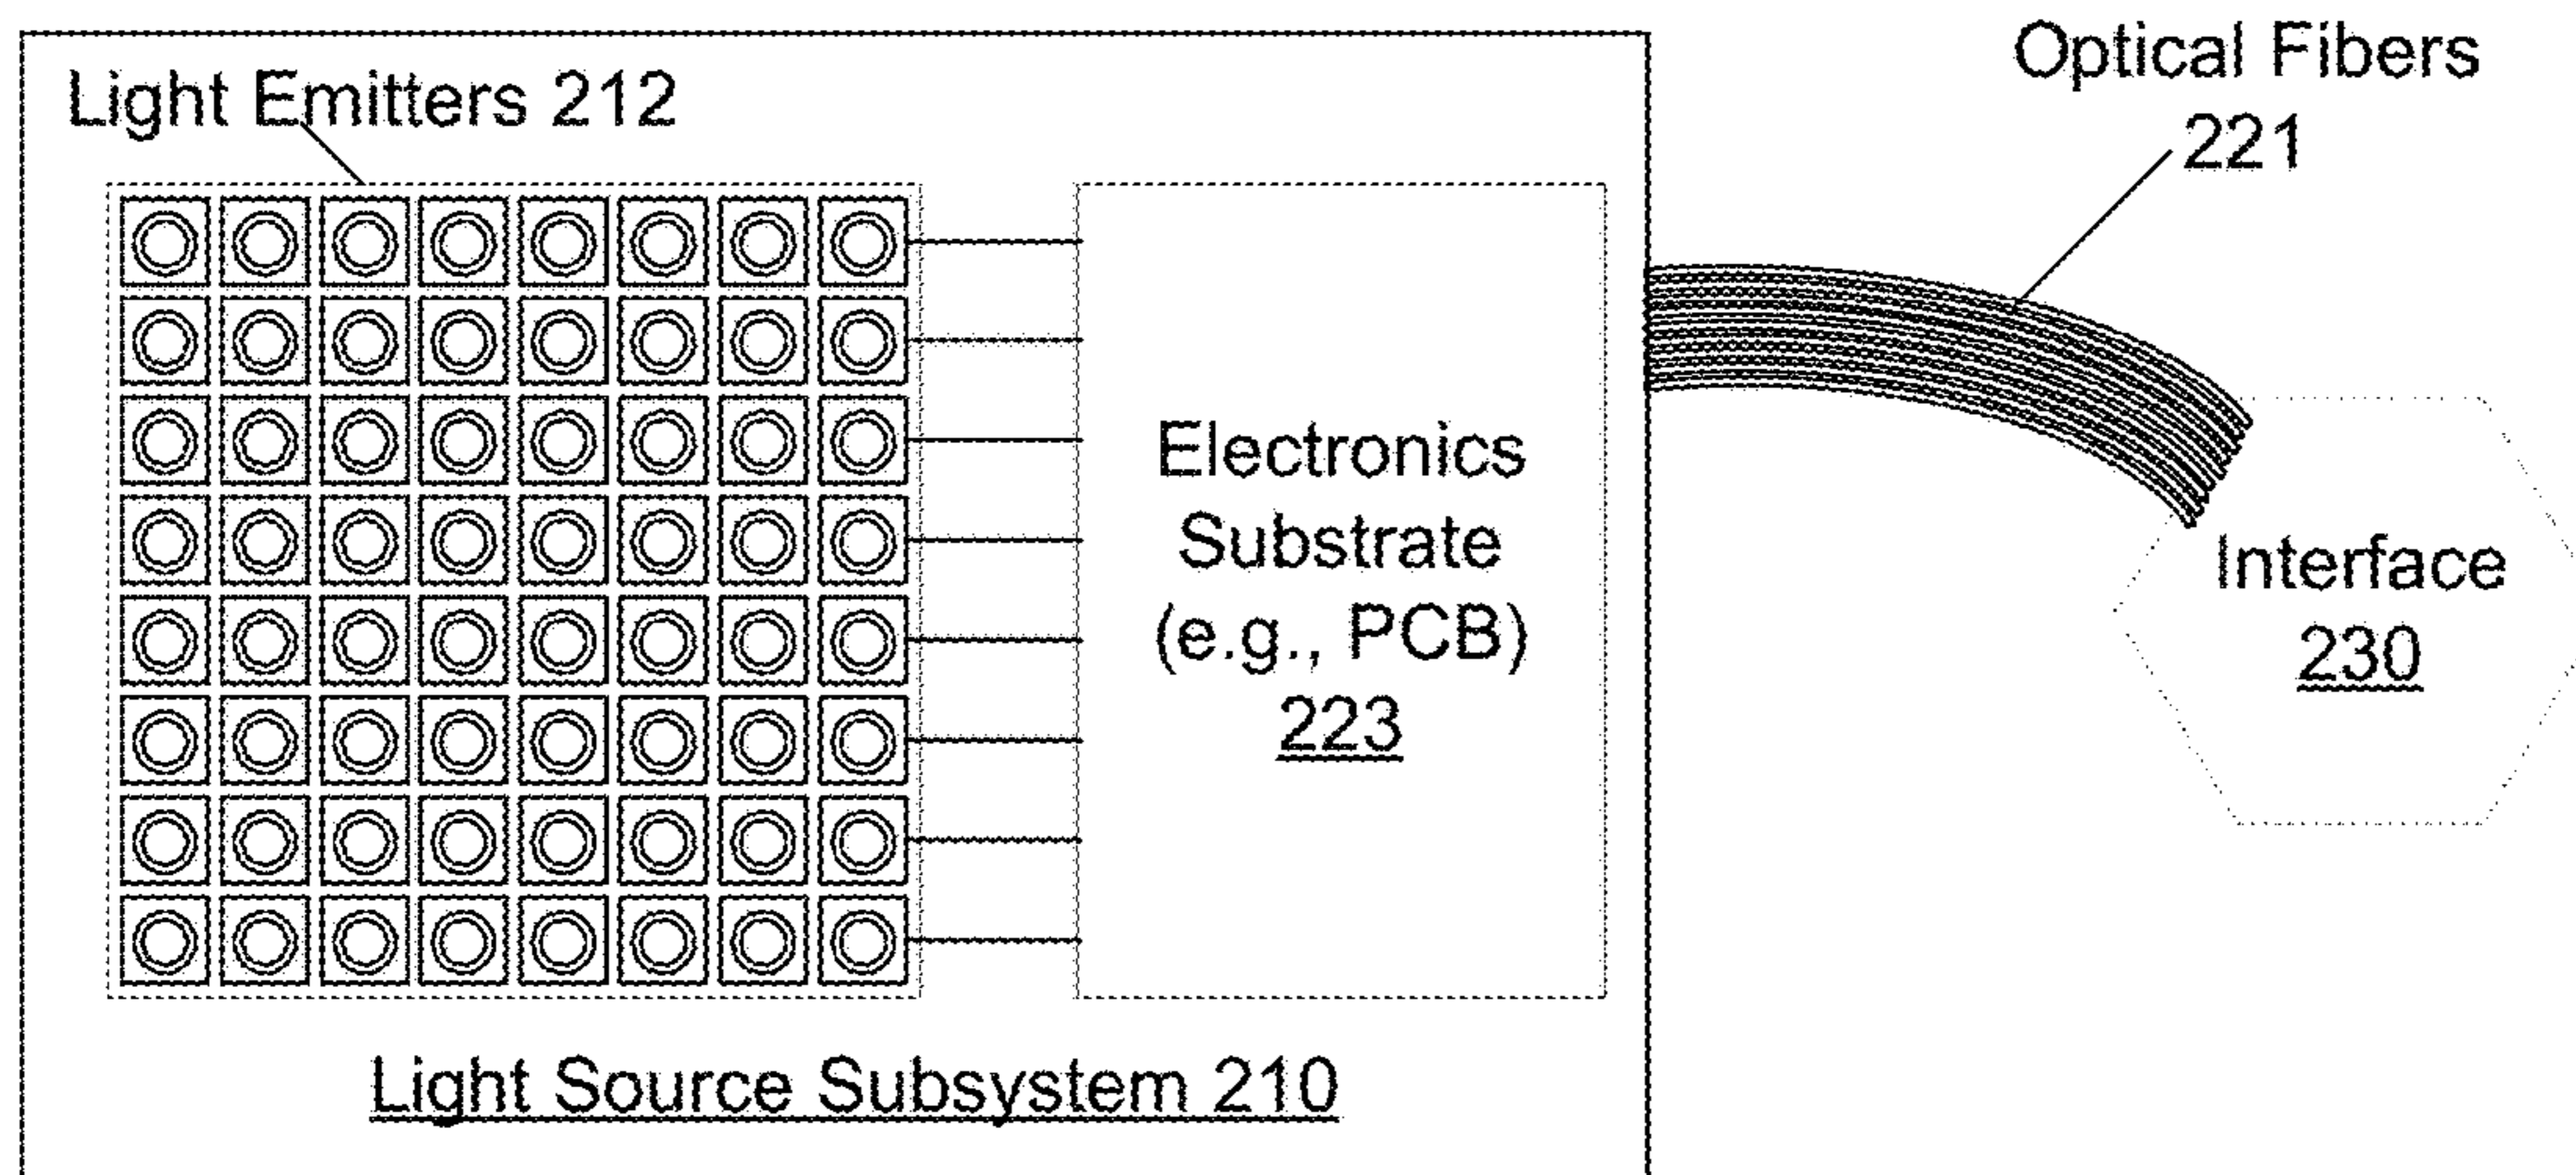 Light Emitters 212
Optical Fibers
221
Electronics
Substrate
(e.g., PCB)
223
Interface
230
Light Source Subsystem 210